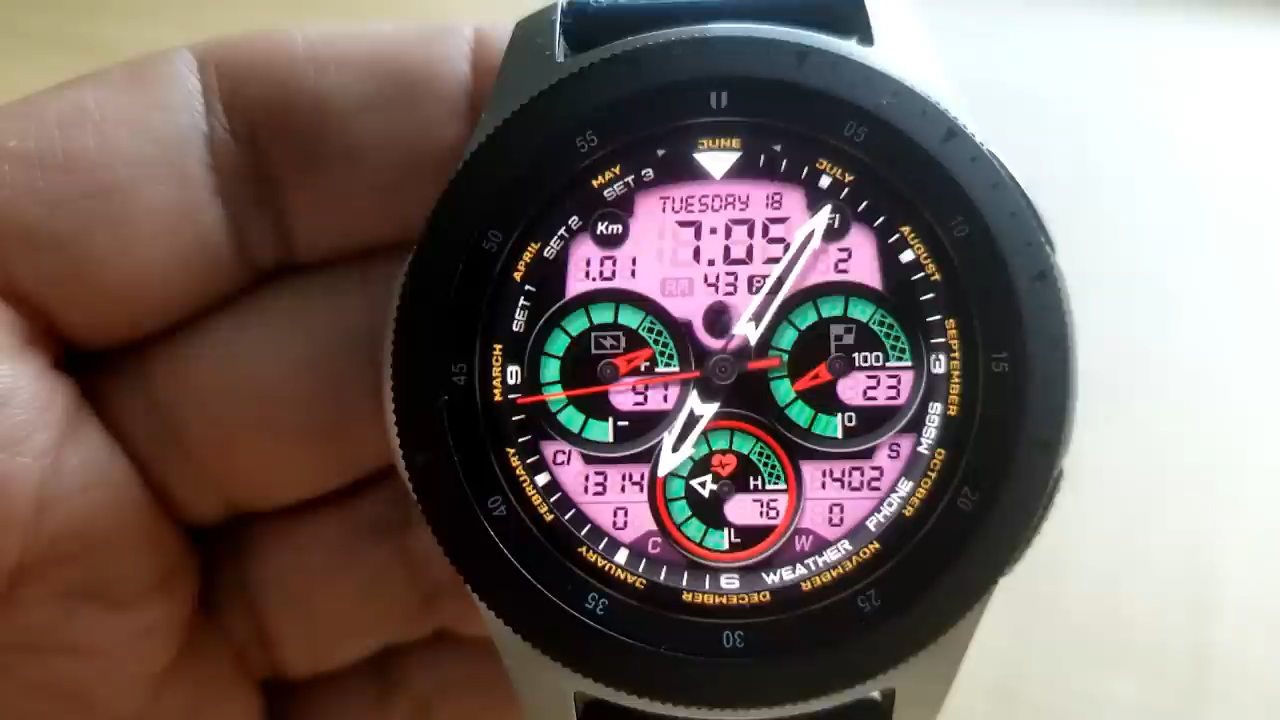 55
05
50
10
45
15
40
20
35
25
30
JUNE
JULY
AUGUST
SEPTEMBER
OCTOBER
NOVEMBER
DECEMBER
JANUARY
FEBRUARY
MARCH
APRIL
MAY
SET 3
SET 2
SET 1
TUESDAY 18
7:05
43
Km
1.01
2
9
3
6
F
91
100
23
0
CI
1314
0
C
H
76
L
S
1402
0
W
MSGS
PHONE
WEATHER